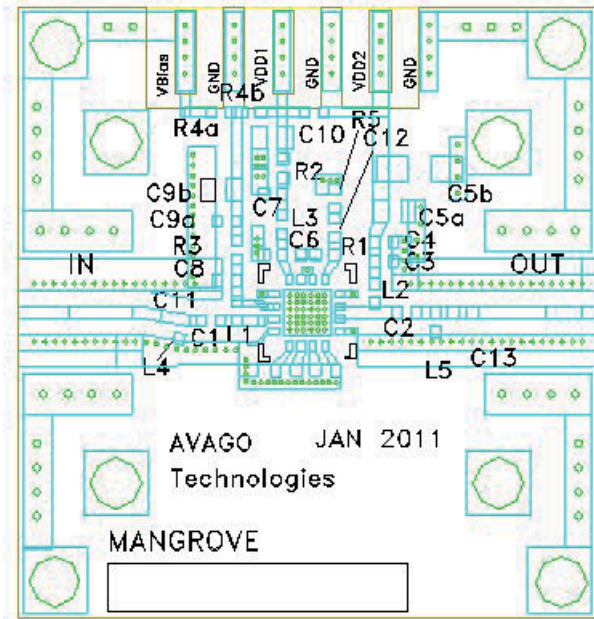 VBias GND VDD1 GND VDD2 GND
R4b
R4a C10 R5 C12
R2
C9b C7 C5b
C9a L3 C5a
R3 C6 R1 C4
IN C8 C3 OUT
C11 L2
C1 L1 C2
L4 L5 C13
AVAGO JAN 2011
Technologies
MANGROVE